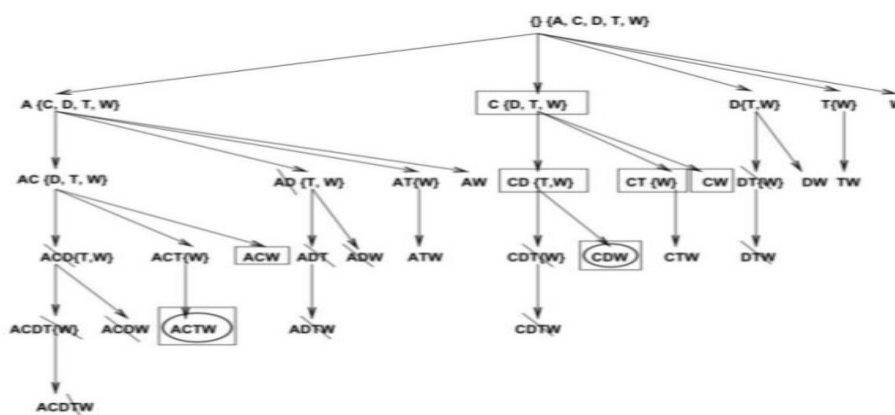 {} {A, C, D, T, W}
A {C, D, T, W} C {D, T, W} D{T,W} T{W} W
AC {D, T, W} AD {T, W} AT{W} AW CD {T,W} CT {W} CW DT{W} DW TW
ACD{T,W} ACT{W} ACW ADT ADW ATW CDT{W} CDW CTW DTW
ACDT{W} ACDW ACTW ADTW CDTW
ACDTW